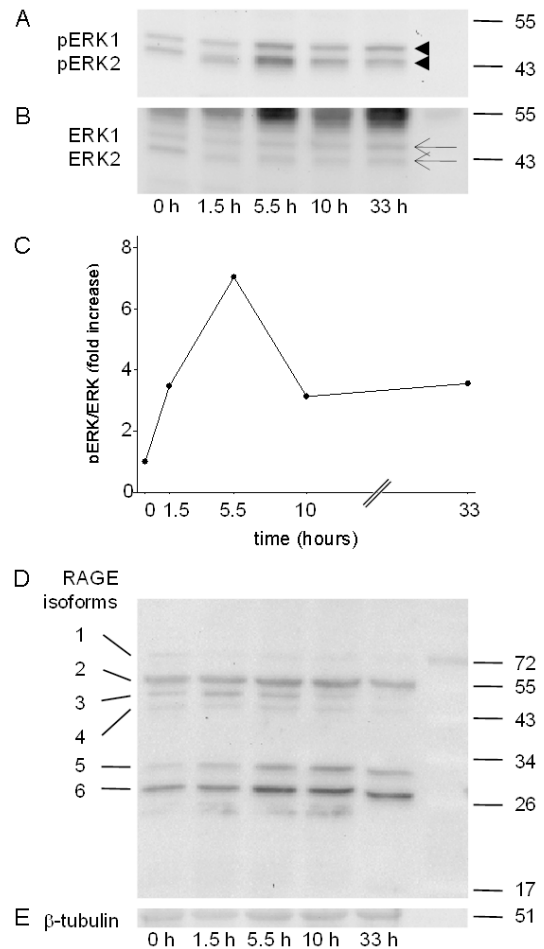 A
pERK1
pERK2
55
43
B
ERK1
ERK2
55
43
0 h 1.5 h 5.5 h 10 h 33 h
C
pERK/ERK (fold increase)
8
6
4
2
0
0 1.5 5.5 10 33
time (hours)
D RAGE
isoforms
1
2
3
4
5
6
72
55
43
34
26
17
E β-tubulin 51
0 h 1.5 h 5.5 h 10 h 33 h